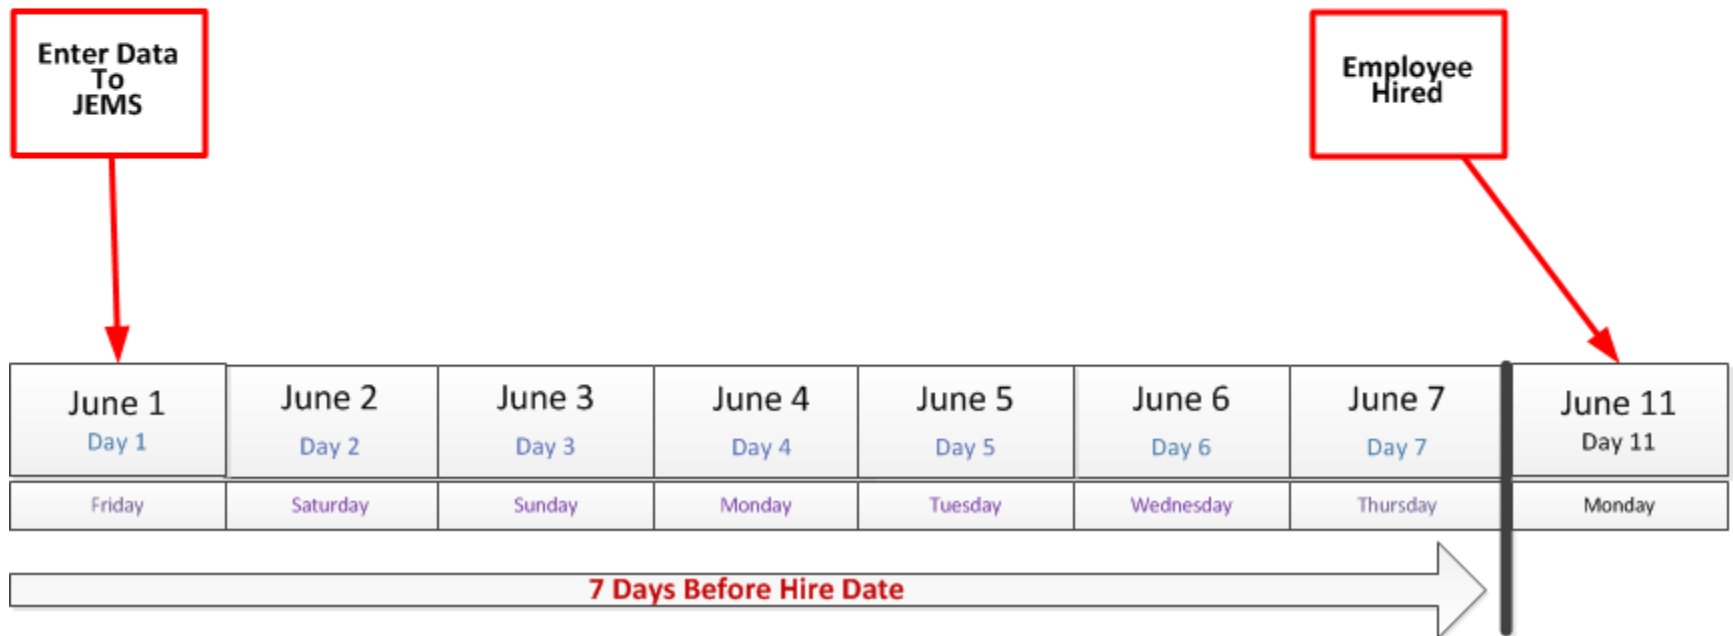 Enter Data
To
JEMS
Employee
Hired
June 1
Day 1
June 2
Day 2
June 3
Day 3
June 4
Day 4
June 5
Day 5
June 6
Day 6
June 7
Day 7
June 11
Day 11
Friday
Saturday
Sunday
Monday
Tuesday
Wednesday
Thursday
Monday
7 Days Before Hire Date